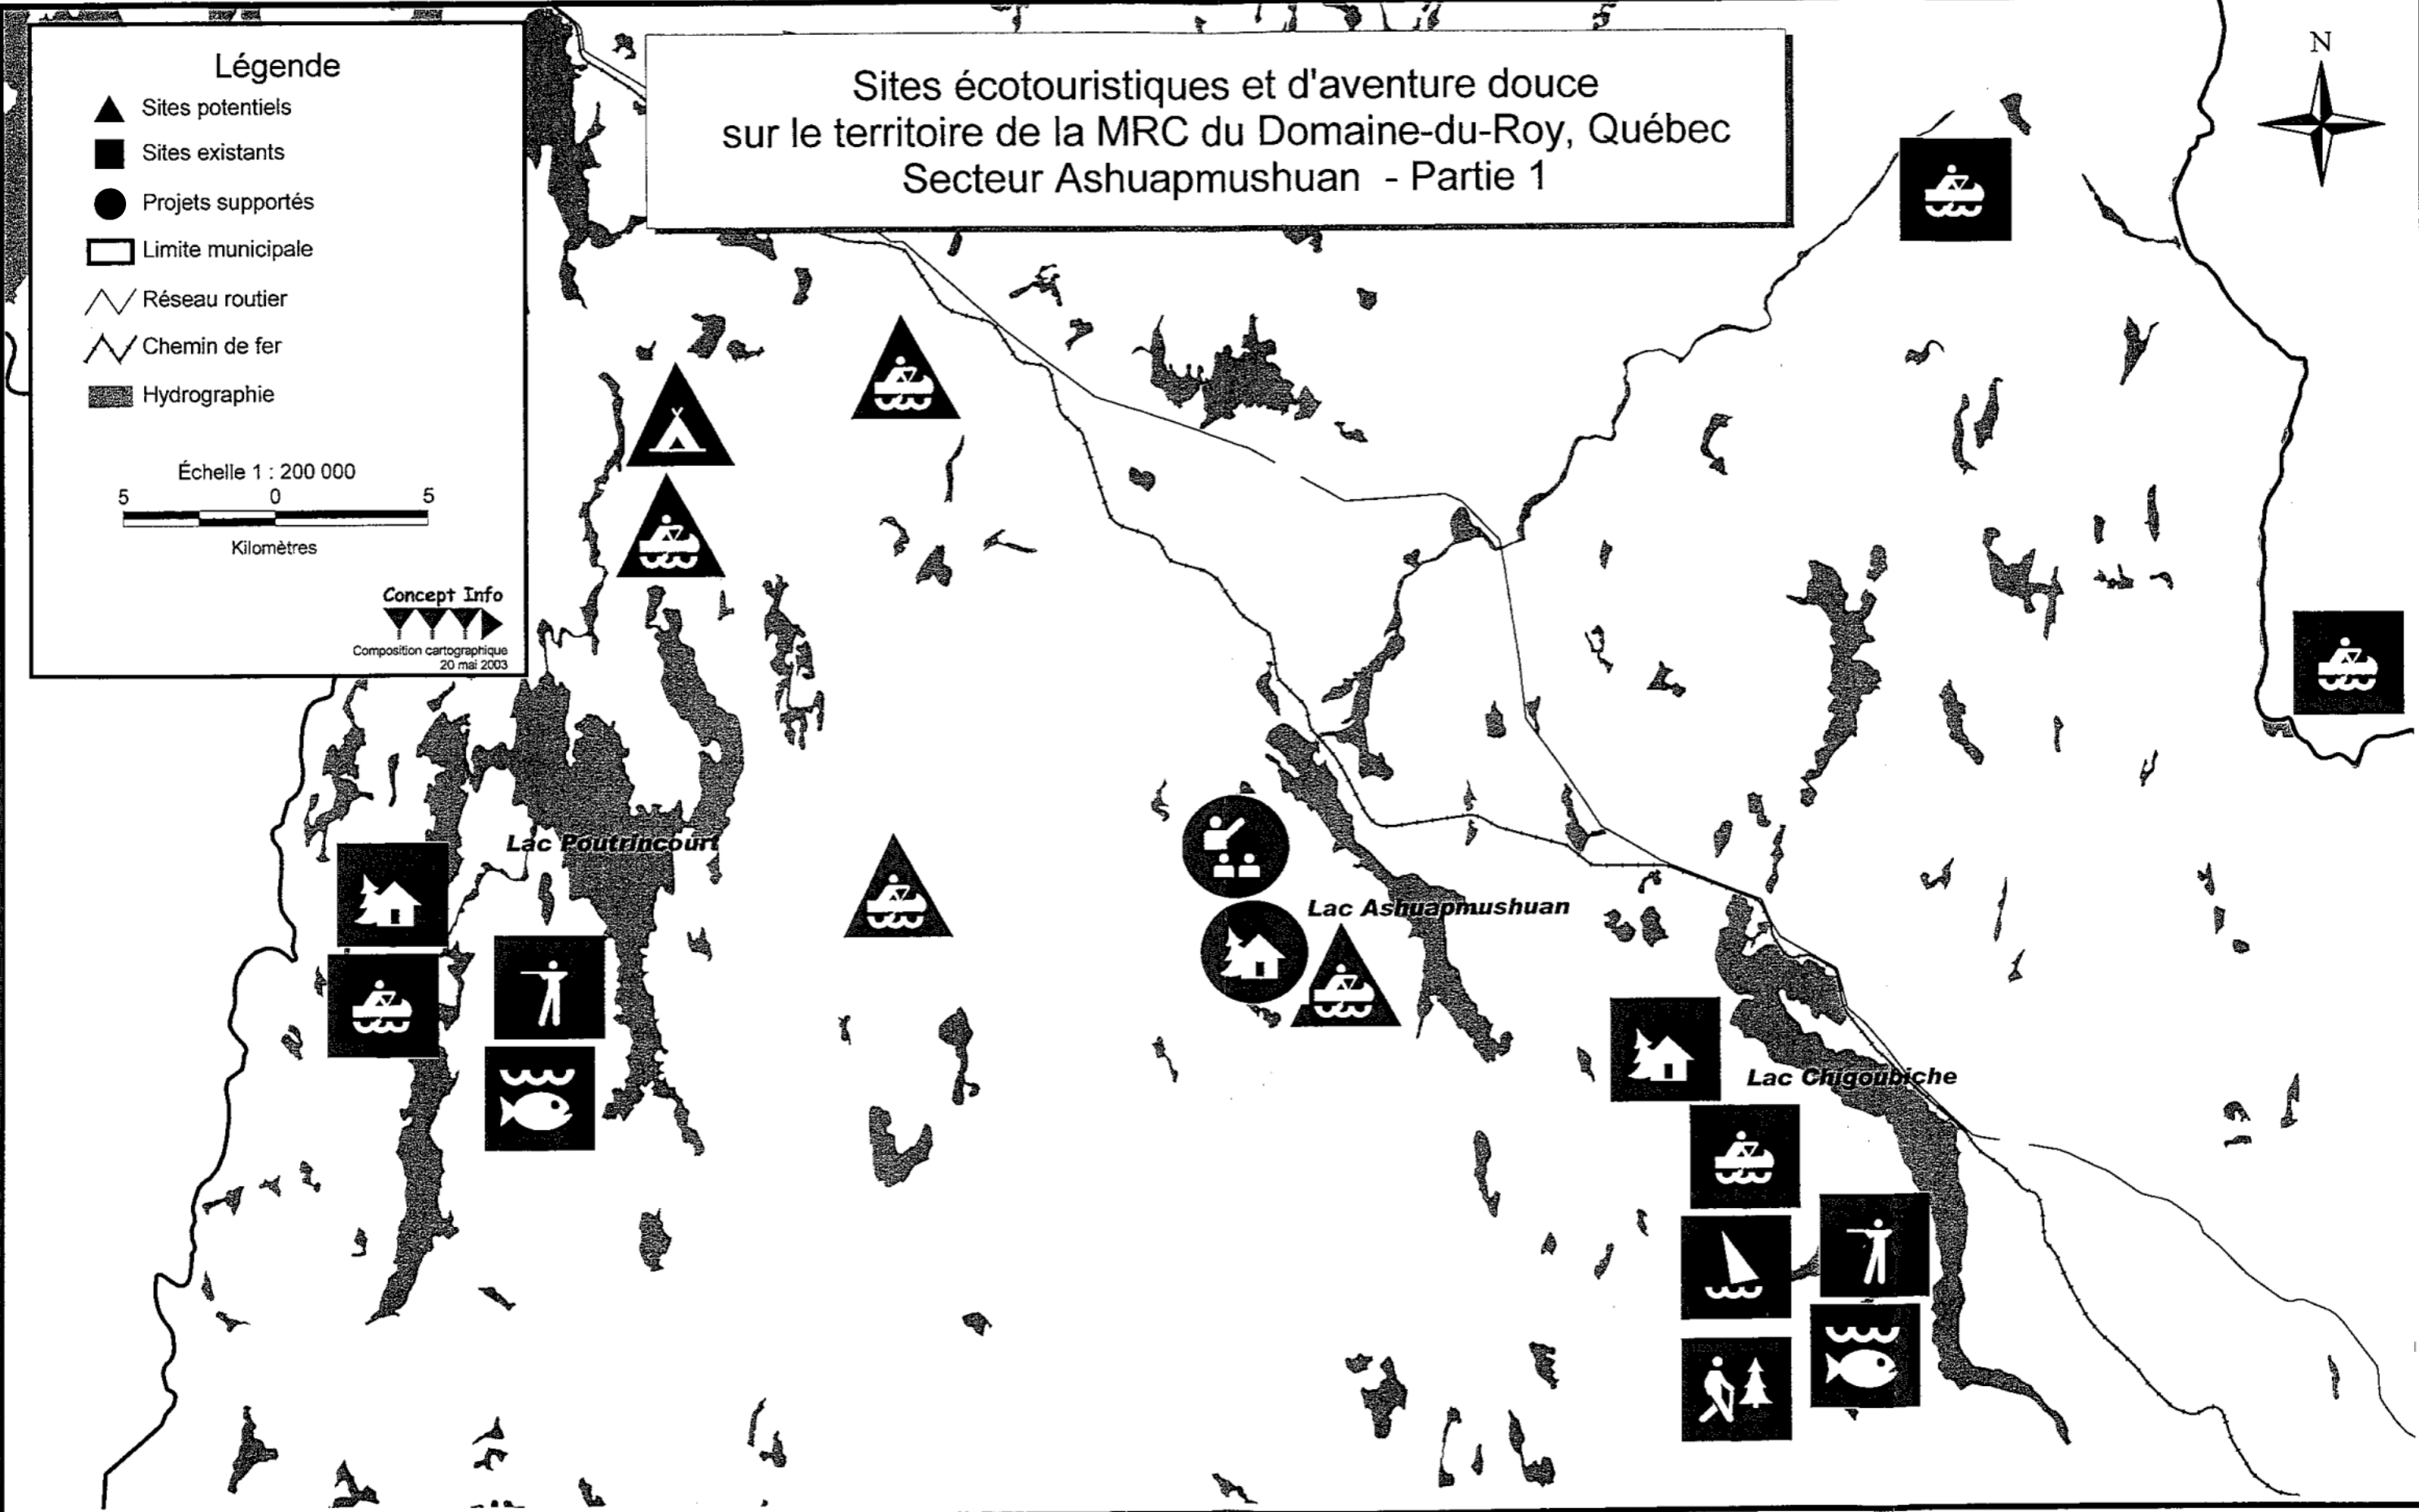 Légende
Sites potentiels
Sites existants
Projets supportés
Limite municipale
Réseau routier
Chemin de fer
Hydrographie
Échelle 1 : 200 000
5 0 5
Kilomètres
Concept Info
Composition cartographique
20 mai 2003
Sites écotouristiques et d'aventure douce
sur le territoire de la MRC du Domaine-du-Roy, Québec
Secteur Ashuapmushuan - Partie 1
N
Lac Poutrincourt
Lac Ashuapmushuan
Lac Chigoubiche